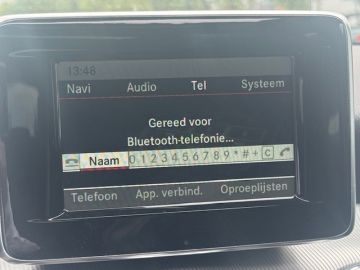 13:48
Navi Audio Tel Systeem
Gereed voor
Bluetooth-telefonie...
Naam 0 1 2 3 4 5 6 7 8 9 * # + C
Telefoon App. verbind. Oproeplijsten